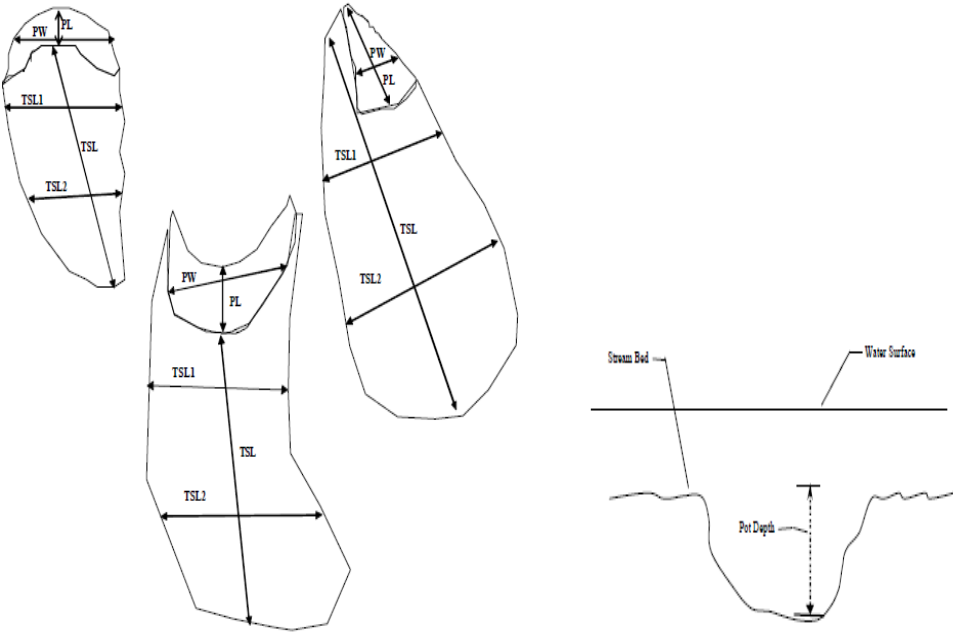 PL
PW
TSL1
TSL
TSL2
PW
PL
TSL1
TSL
TSL2
PW
PL
TSL1
TSL
TSL2
Stream Bed
Water Surface
Pot Depth